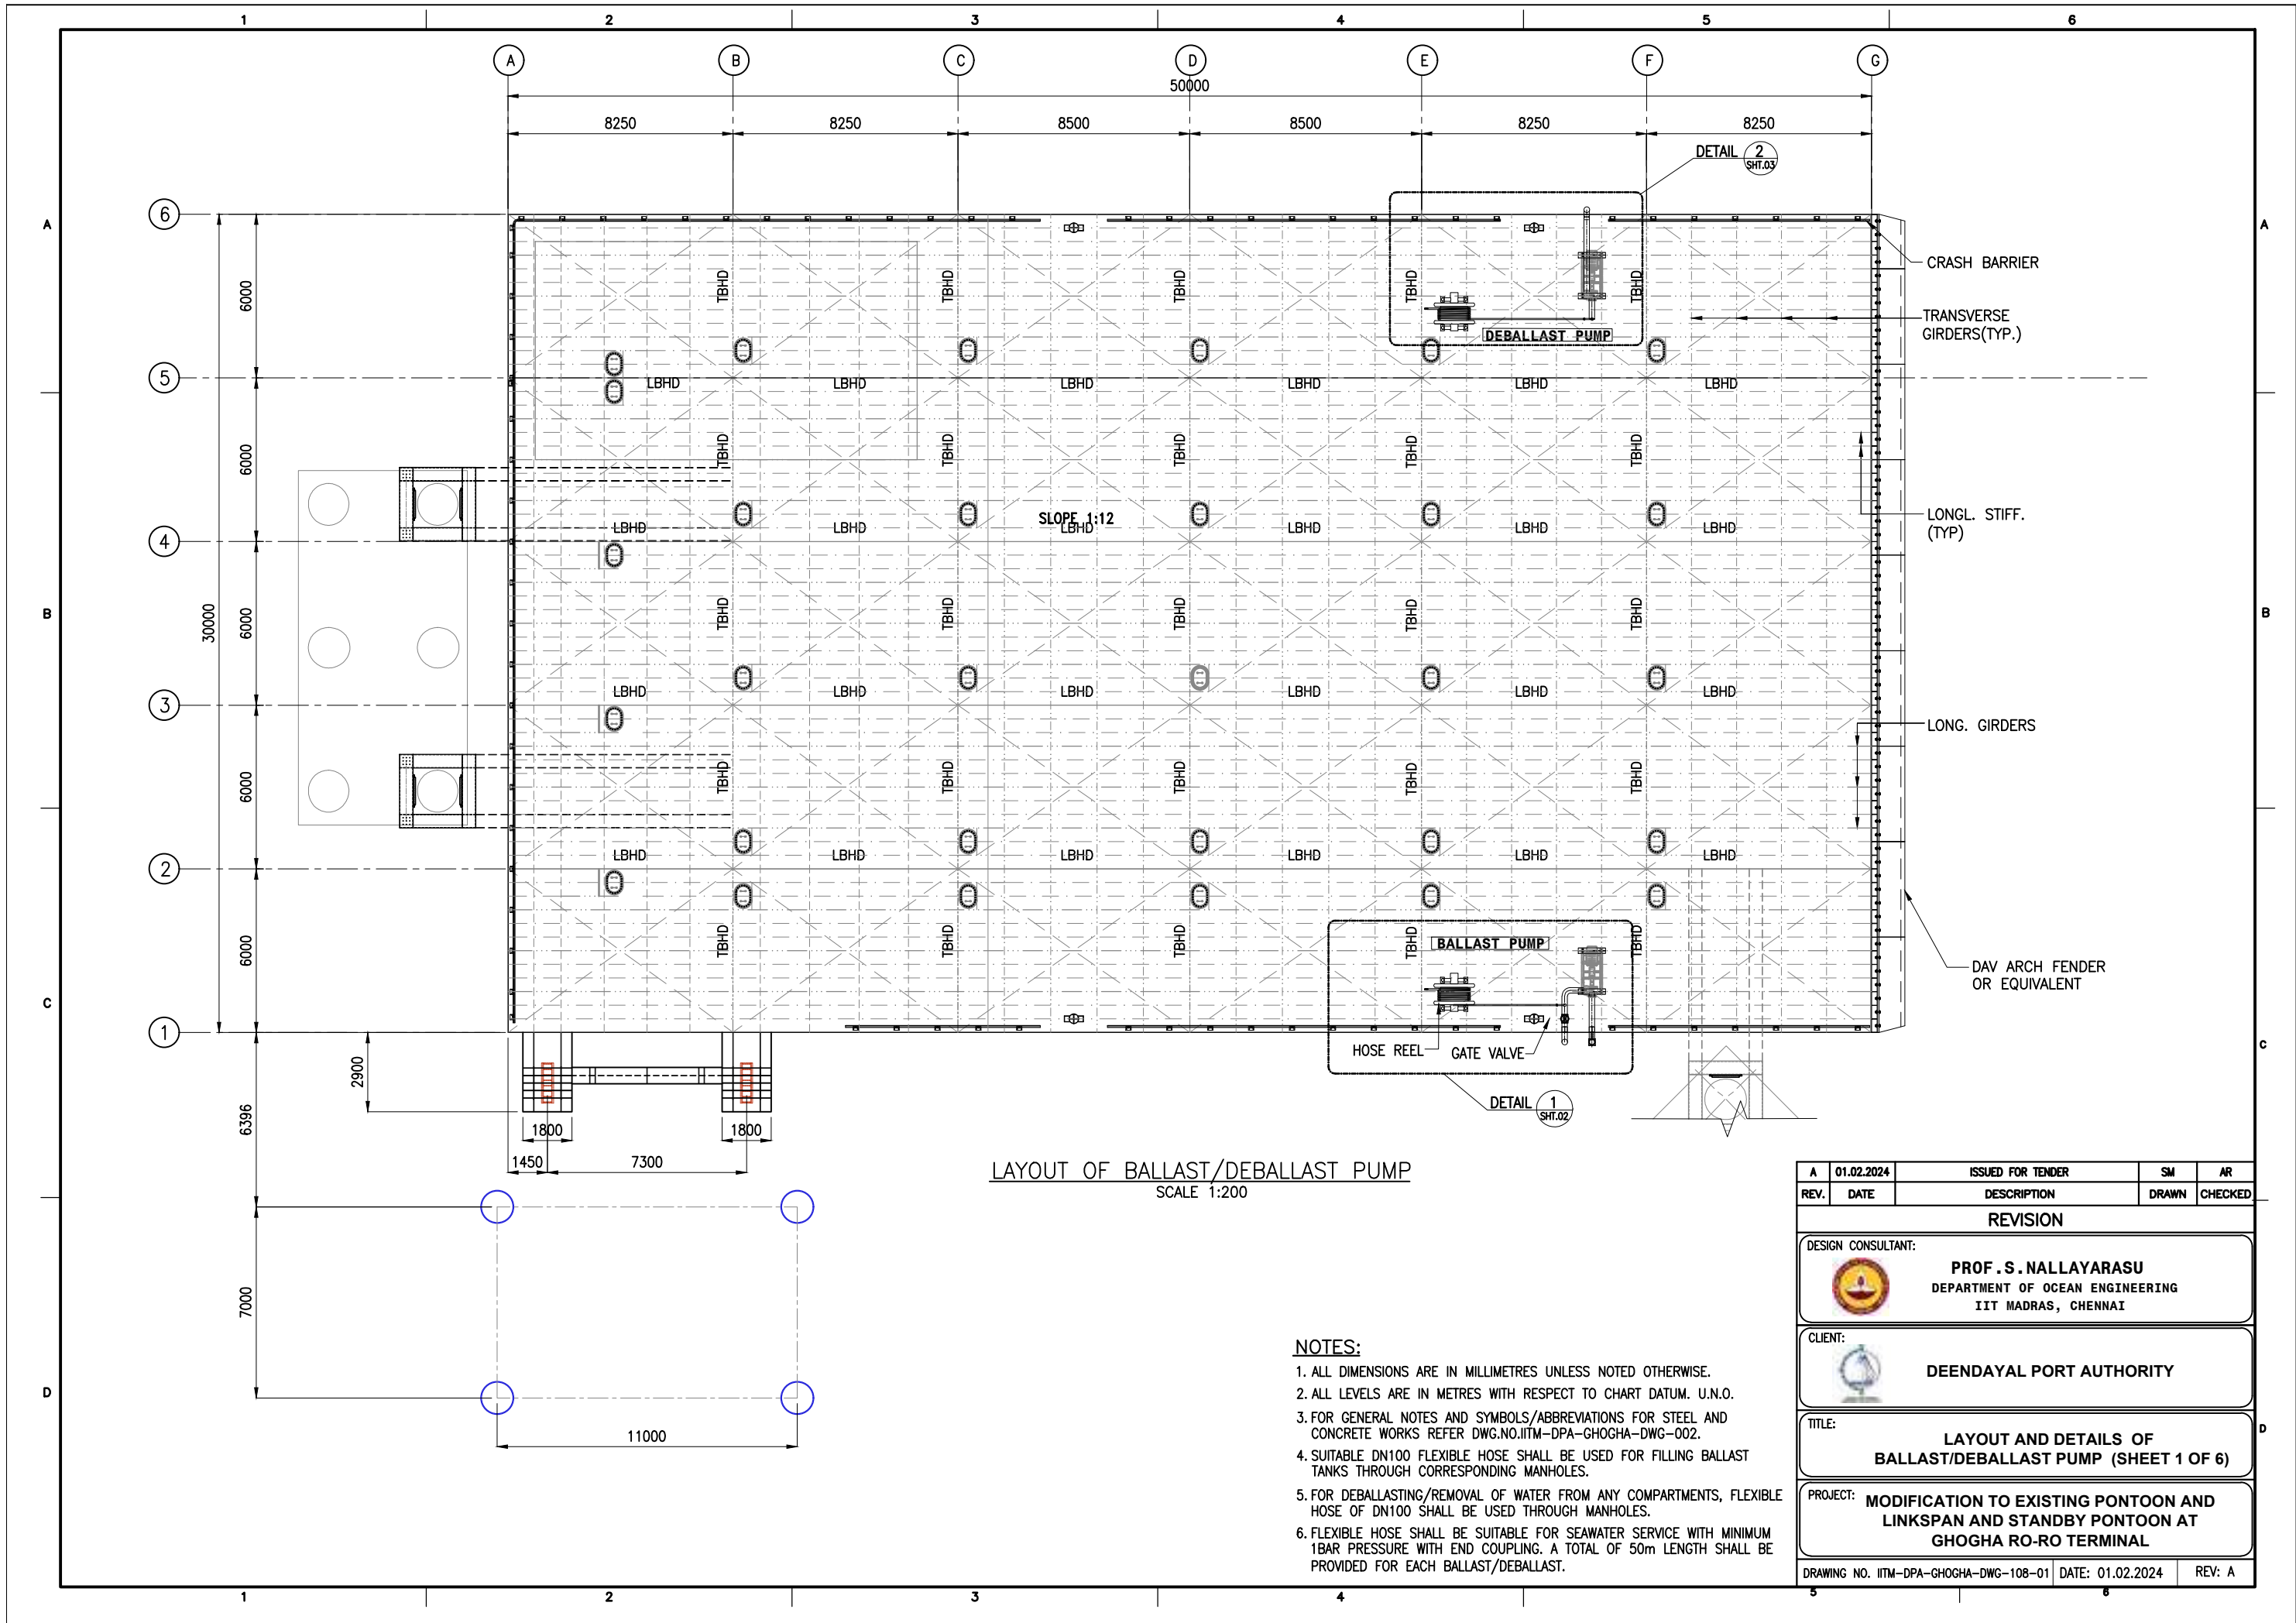 1 2 3 4 5 6
A B C D E F G
50000
8250 8250 8500 8500 8250 8250
DETAIL 2 SHT.03
6
A A
CRASH BARRIER
TBHD TBHD TBHD TBHD TBHD
6000
TRANSVERSE
GIRDERS(TYP.)
DEBALLAST PUMP
5
LBHD LBHD LBHD LBHD LBHD LBHD
6000
TBHD TBHD TBHD TBHD TBHD
SLOPE 1:12
LONGL. STIFF.
(TYP)
4
LBHD LBHD LBHD LBHD LBHD LBHD
B B
30000
6000
TBHD TBHD TBHD TBHD TBHD
LBHD LBHD LBHD LBHD LBHD LBHD
3
LONG. GIRDERS
6000
TBHD TBHD TBHD TBHD TBHD
LBHD LBHD LBHD LBHD LBHD LBHD
2
6000
TBHD TBHD TBHD TBHD TBHD
BALLAST PUMP
DAV ARCH FENDER
OR EQUIVALENT
C C
1
HOSE REEL GATE VALVE
2900
6396
DETAIL 1 SHT.02
1800 1800
1450 7300
LAYOUT OF BALLAST/DEBALLAST PUMP
SCALE 1:200
7000
11000
D D
NOTES:
1. ALL DIMENSIONS ARE IN MILLIMETRES UNLESS NOTED OTHERWISE.
2. ALL LEVELS ARE IN METRES WITH RESPECT TO CHART DATUM. U.N.O.
3. FOR GENERAL NOTES AND SYMBOLS/ABBREVIATIONS FOR STEEL AND
CONCRETE WORKS REFER DWG.NO.IITM-DPA-GHOGHA-DWG-002.
4. SUITABLE DN100 FLEXIBLE HOSE SHALL BE USED FOR FILLING BALLAST
TANKS THROUGH CORRESPONDING MANHOLES.
5. FOR DEBALLASTING/REMOVAL OF WATER FROM ANY COMPARTMENTS, FLEXIBLE
HOSE OF DN100 SHALL BE USED THROUGH MANHOLES.
6. FLEXIBLE HOSE SHALL BE SUITABLE FOR SEAWATER SERVICE WITH MINIMUM
1BAR PRESSURE WITH END COUPLING. A TOTAL OF 50m LENGTH SHALL BE
PROVIDED FOR EACH BALLAST/DEBALLAST.
A 01.02.2024 ISSUED FOR TENDER SM AR
REV. DATE DESCRIPTION DRAWN CHECKED
REVISION
DESIGN CONSULTANT:
PROF.S.NALLAYARASU
DEPARTMENT OF OCEAN ENGINEERING
IIT MADRAS, CHENNAI
CLIENT:
DEENDAYAL PORT AUTHORITY
TITLE:
LAYOUT AND DETAILS OF
BALLAST/DEBALLAST PUMP (SHEET 1 OF 6)
PROJECT: MODIFICATION TO EXISTING PONTOON AND
LINKSPAN AND STANDBY PONTOON AT
GHOGHA RO-RO TERMINAL
DRAWING NO. IITM-DPA-GHOGHA-DWG-108-01 DATE: 01.02.2024 REV: A
1 2 3 4 5 6